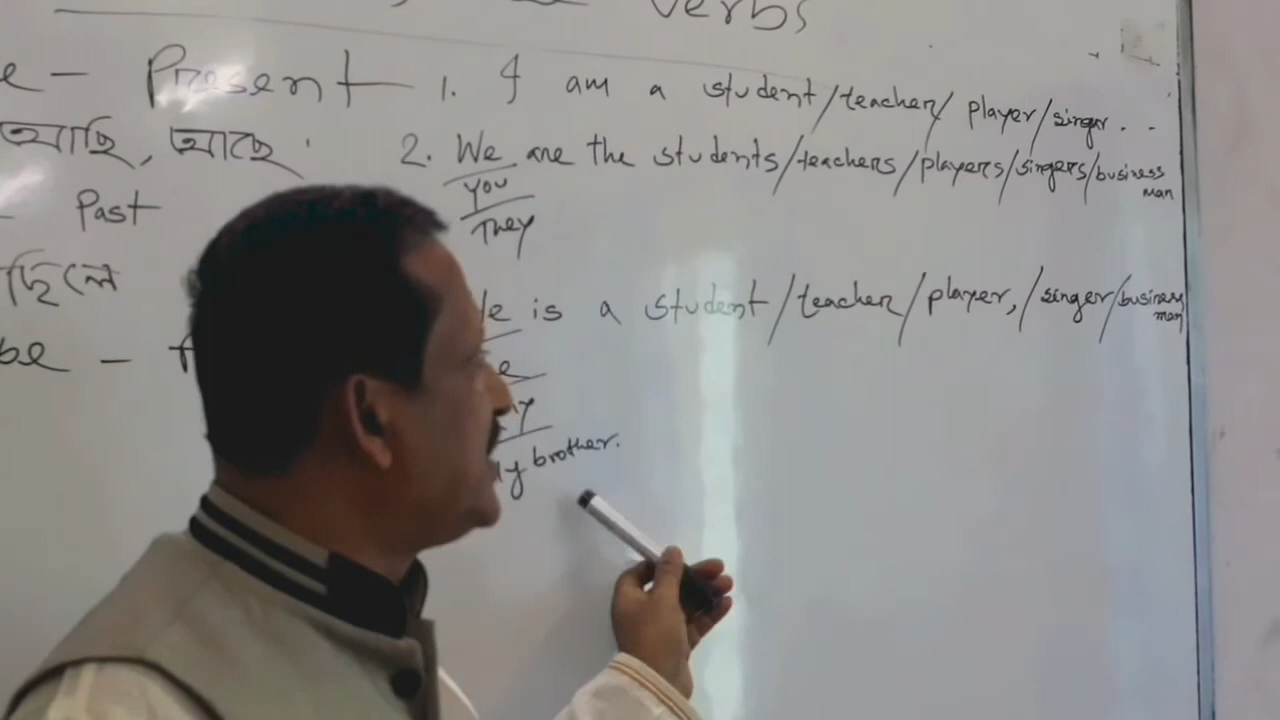 verbs
Present 1. I am a student/teacher/ player/singer...
আছি, আছে. 2. We are the students/teachers/players/singers/business man
you
Past They
ছিলে is a student/teacher/player,/singer/business man
be -
brother.